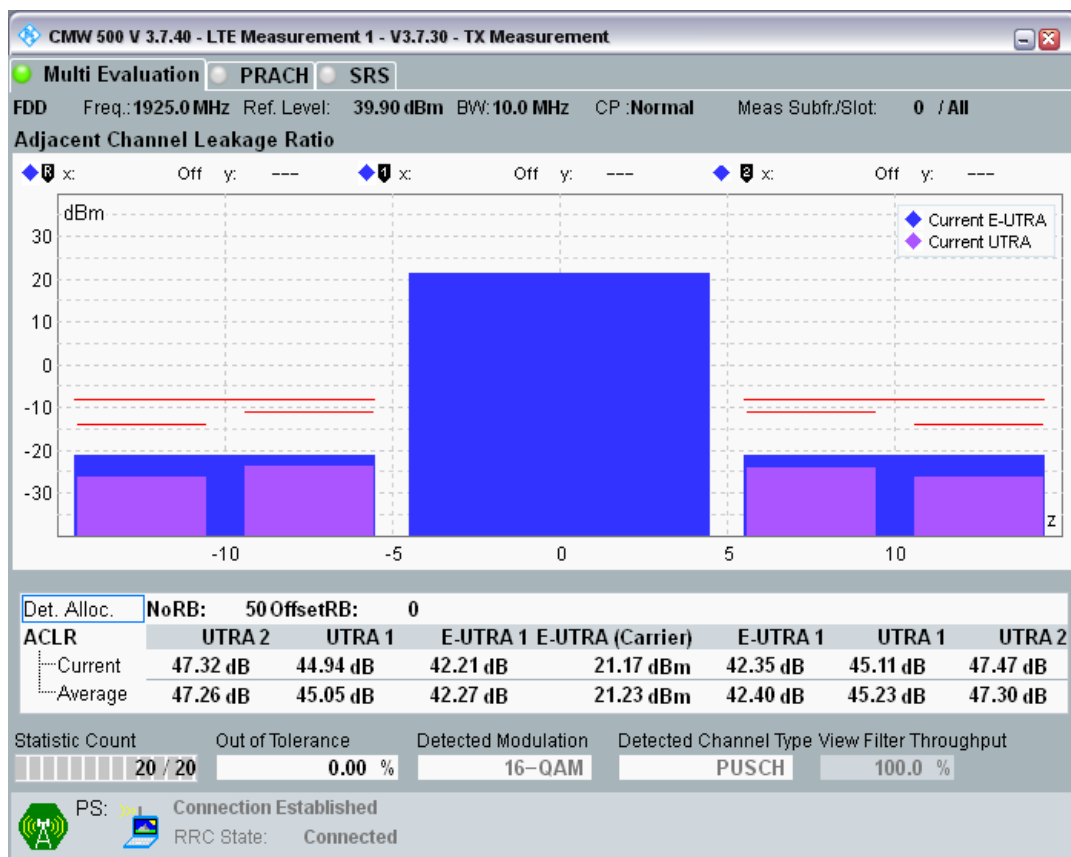 CMW 500 V 3.7.40 - LTE Measurement 1 - V3.7.30 - TX Measurement
Multi Evaluation PRACH SRS
FDD Freq.: 1925.0 MHz Ref. Level: 39.90 dBm BW: 10.0 MHz CP :Normal Meas Subfr./Slot: 0 / All
Adjacent Channel Leakage Ratio
R x: Off y: --- 1 x: Off y: --- 2 x: Off y: ---
dBm
Current E-UTRA
Current UTRA
30
20
10
0
-10
-20
-30
z
-10 -5 0 5 10
Det. Alloc. NoRB: 50 OffsetRB: 0
ACLR UTRA 2 UTRA 1 E-UTRA 1 E-UTRA (Carrier) E-UTRA 1 UTRA 1 UTRA 2
Current 47.32 dB 44.94 dB 42.21 dB 21.17 dBm 42.35 dB 45.11 dB 47.47 dB
Average 47.26 dB 45.05 dB 42.27 dB 21.23 dBm 42.40 dB 45.23 dB 47.30 dB
Statistic Count Out of Tolerance Detected Modulation Detected Channel Type View Filter Throughput
20 / 20 0.00 % 16-QAM PUSCH 100.0 %
PS: Connection Established
RRC State: Connected